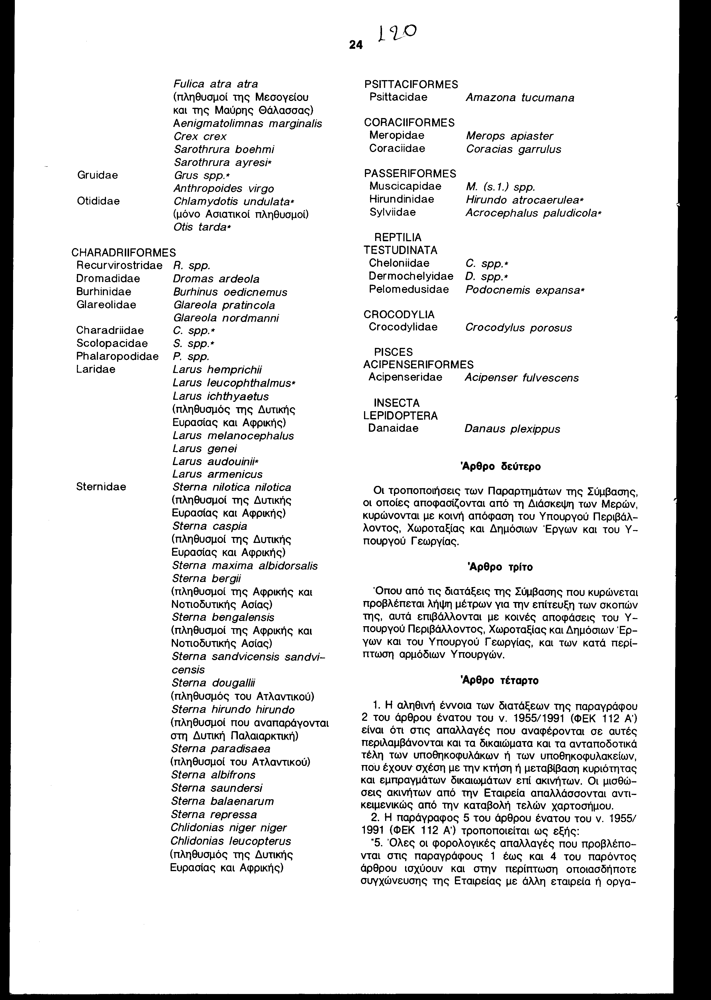 120
24
Fulica atra atra
(πληθυσμοί της Μεσογείου
και της Μαύρης Θάλασσας)
Aenigmatolimnas marginalis
Crex crex
Sarothrura boehmi
Sarothrura ayresi*
Gruidae Grus spp.*
Anthropoides virgo
Otididae Chlamydotis undulata*
(μόνο Ασιατικοί πληθυσμοί)
Otis tarda*
CHARADRIIFORMES
Recurvirostridae R. spp.
Dromadidae Dromas ardeola
Burhinidae Burhinus oedicnemus
Glareolidae Glareola pratincola
Glareola nordmanni
Charadriidae C. spp.*
Scolopacidae S. spp.*
Phalaropodidae P. spp.
Laridae Larus hemprichii
Larus leucophthalmus*
Larus ichthyaetus
(πληθυσμός της Δυτικής
Ευρασίας και Αφρικής)
Larus melanocephalus
Larus genei
Larus audouinii*
Larus armenicus
Sternidae Sterna nilotica nilotica
(πληθυσμοί της Δυτικής
Ευρασίας και Αφρικής)
Sterna caspia
(πληθυσμοί της Δυτικής
Ευρασίας και Αφρικής)
Sterna maxima albidorsalis
Sterna bergii
(πληθυσμοί της Αφρικής και
Νοτιοδυτικής Ασίας)
Sterna bengalensis
(πληθυσμοί της Αφρικής και
Νοτιοδυτικής Ασίας)
Sterna sandvicensis sandvi-
censis
Sterna dougallii
(πληθυσμός του Ατλαντικού)
Sterna hirundo hirundo
(πληθυσμοί που αναπαράγονται
στη Δυτική Παλαιαρκτική)
Sterna paradisaea
(πληθυσμοί του Ατλαντικού)
Sterna albifrons
Sterna saundersi
Sterna balaenarum
Sterna repressa
Chlidonias niger niger
Chlidonias leucopterus
(πληθυσμός της Δυτικής
Ευρασίας και Αφρικής)
PSITTACIFORMES
Psittacidae Amazona tucumana
CORACIIFORMES
Meropidae Merops apiaster
Coraciidae Coracias garrulus
PASSERIFORMES
Muscicapidae M. (s.1.) spp.
Hirundinidae Hirundo atrocaerulea*
Sylviidae Acrocephalus paludicola*
REPTILIA
TESTUDINATA
Cheloniidae C. spp.*
Dermochelyidae D. spp.*
Pelomedusidae Podocnemis expansa*
CROCODYLIA
Crocodylidae Crocodylus porosus
PISCES
ACIPENSERIFORMES
Acipenseridae Acipenser fulvescens
INSECTA
LEPIDOPTERA
Danaidae Danaus plexippus
Άρθρο δεύτερο
Οι τροποποιήσεις των Παραρτημάτων της Σύμβασης,
οι οποίες αποφασίζονται από τη Διάσκεψη των Μερών,
κυρώνονται με κοινή απόφαση του Υπουργού Περιβάλ-
λοντος, Χωροταξίας και Δημόσιων Έργων και του Υ-
πουργού Γεωργίας.
Άρθρο τρίτο
Όπου από τις διατάξεις της Σύμβασης που κυρώνεται
προβλέπεται λήψη μέτρων για την επίτευξη των σκοπών
της, αυτά επιβάλλονται με κοινές αποφάσεις του Υ-
πουργού Περιβάλλοντος, Χωροταξίας και Δημόσιων Έρ-
γων και του Υπουργού Γεωργίας, και των κατά περί-
πτωση αρμόδιων Υπουργών.
Άρθρο τέταρτο
1. Η αληθινή έννοια των διατάξεων της παραγράφου
2 του άρθρου ένατου του ν. 1955/1991 (ΦΕΚ 112 Α')
είναι ότι στις απαλλαγές που αναφέρονται σε αυτές
περιλαμβάνονται και τα δικαιώματα και τα ανταποδοτικά
τέλη των υποθηκοφυλάκων ή των υποθηκοφυλακείων,
που έχουν σχέση με την κτήση ή μεταβίβαση κυριότητας
και εμπραγμάτων δικαιωμάτων επί ακινήτων. Οι μισθώ-
σεις ακινήτων από την Εταιρεία απαλλάσσονται αντι-
κειμενικώς από την καταβολή τελών χαρτοσήμου.
2. Η παράγραφος 5 του άρθρου ένατου του ν. 1955/
1991 (ΦΕΚ 112 Α') τροποποιείται ως εξής:
"5. Όλες οι φορολογικές απαλλαγές που προβλέπο-
νται στις παραγράφους 1 έως και 4 του παρόντος
άρθρου ισχύουν και στην περίπτωση οποιασδήποτε
συγχώνευσης της Εταιρείας με άλλη εταιρεία ή οργα-